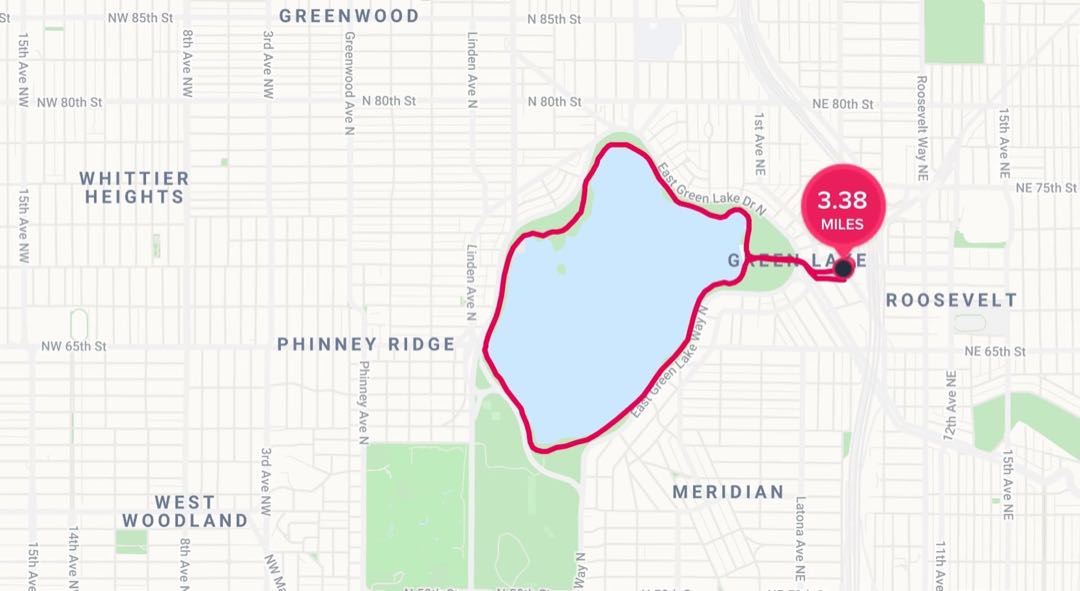 GREENWOOD
NW 85th St
N 85th St
St
15th Ave NW
8th Ave NW
3rd Ave NW
Greenwood Ave N
Linden Ave N
NW 80th St
N 80th St
N 80th St
NE 80th St
1st Ave NE
Roosevelt Way NE
15th Ave NE
WHITTIER
HEIGHTS
East Green Lake Dr N
NE 75th St
3.38
MILES
15th Ave NW
Linden Ave N
GREEN LAKE
ROOSEVELT
NW 65th St
PHINNEY RIDGE
East Green Lake Way N
NE 65th St
Phinney Ave N
12th Ave NE
3rd Ave NW
15th Ave NE
MERIDIAN
WEST
WOODLAND
Latona Ave NE
15th Ave
14th Ave N
8th Ave
NW Ma
Way N
11th Ave NE